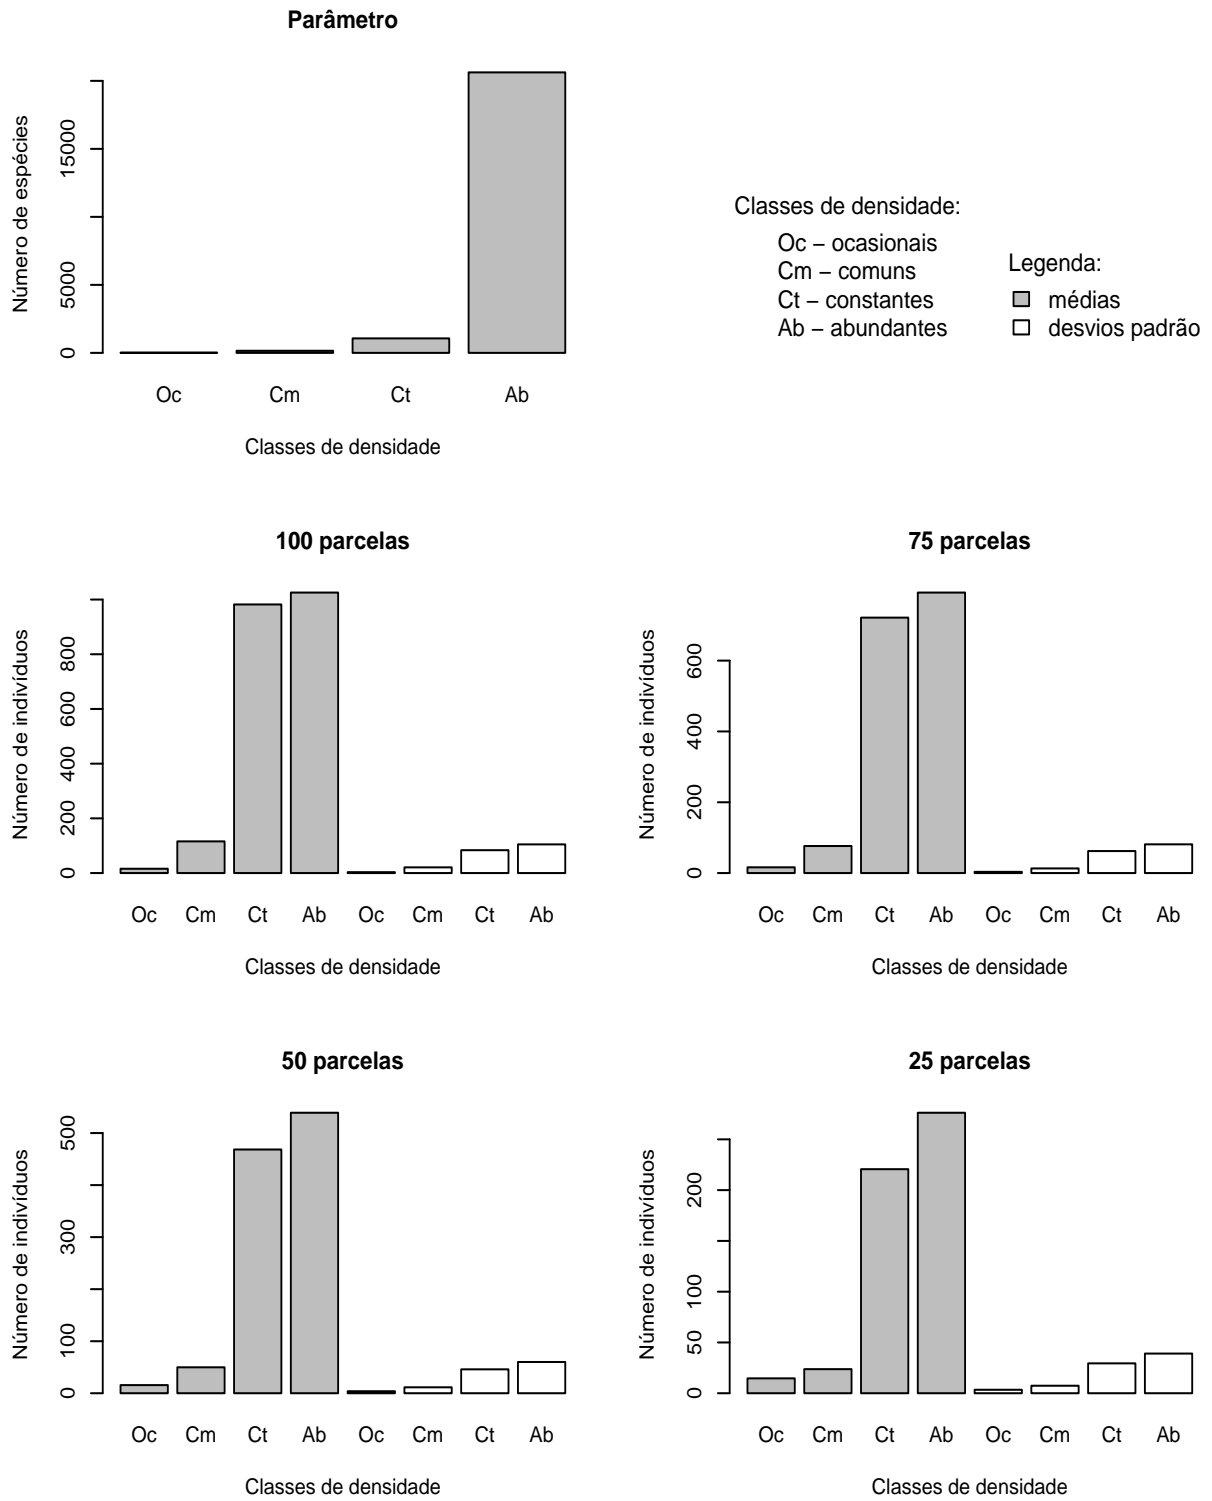 Parâmetro
Número de espécies
0
5000
15000
Oc Cm Ct Ab
Classes de densidade
Classes de densidade:
Oc − ocasionais
Cm − comuns
Ct − constantes
Ab − abundantes
Legenda:
médias
desvios padrão
100 parcelas
Número de indivíduos
0
200
400
600
800
Oc Cm Ct Ab Oc Cm Ct Ab
Classes de densidade
75 parcelas
Número de indivíduos
0
200
400
600
Oc Cm Ct Ab Oc Cm Ct Ab
Classes de densidade
50 parcelas
Número de indivíduos
0
100
300
500
Oc Cm Ct Ab Oc Cm Ct Ab
Classes de densidade
25 parcelas
Número de indivíduos
0
50
100
200
Oc Cm Ct Ab Oc Cm Ct Ab
Classes de densidade